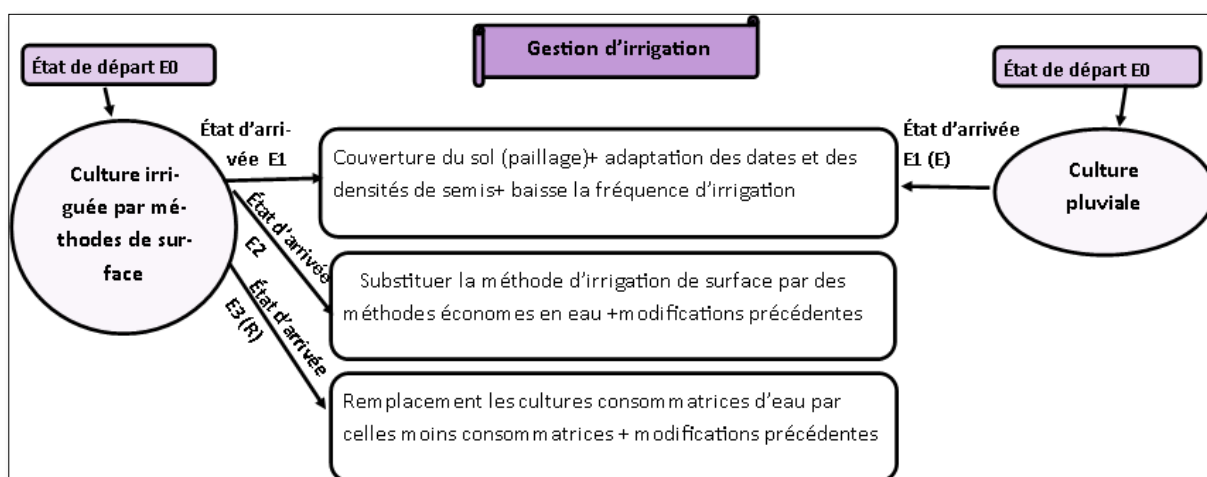 Gestion d'irrigation
État de départ E0
État de départ E0
État d'arri-
vée E1
État d'arrivée
E1 (E)
Culture irri-
guée par mé-
thodes de sur-
face
Couverture du sol (paillage)+ adaptation des dates et des
densités de semis+ baisse la fréquence d'irrigation
Culture
pluviale
État d'arrivée
E2
Substituer la méthode d'irrigation de surface par des
méthodes économes en eau +modifications précédentes
État d'arrivée
E3 (R)
Remplacement les cultures consommatrices d'eau par
celles moins consommatrices + modifications précédentes